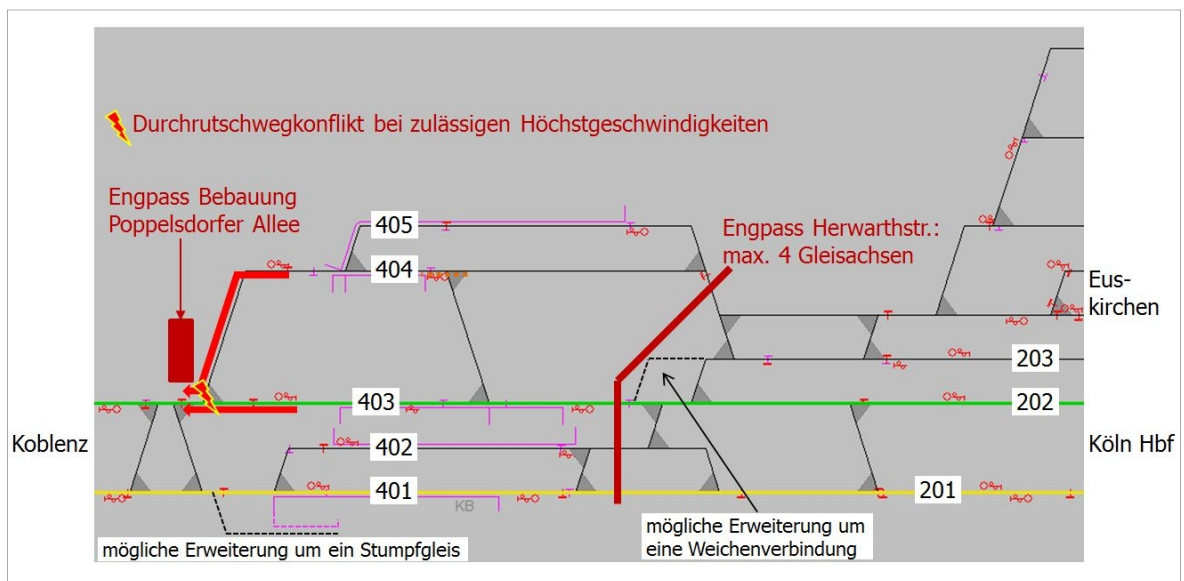 Durchrutschwegkonflikt bei zulässigen Höchstgeschwindigkeiten
Engpass Bebauung
Poppelsdorfer Allee
405
404
Engpass Herwarthstr.:
max. 4 Gleisachsen
Eus-
kirchen
203
403
202
Koblenz
402
Köln Hbf
401
201
KB
mögliche Erweiterung um ein Stumpfgleis
mögliche Erweiterung um
eine Weichenverbindung